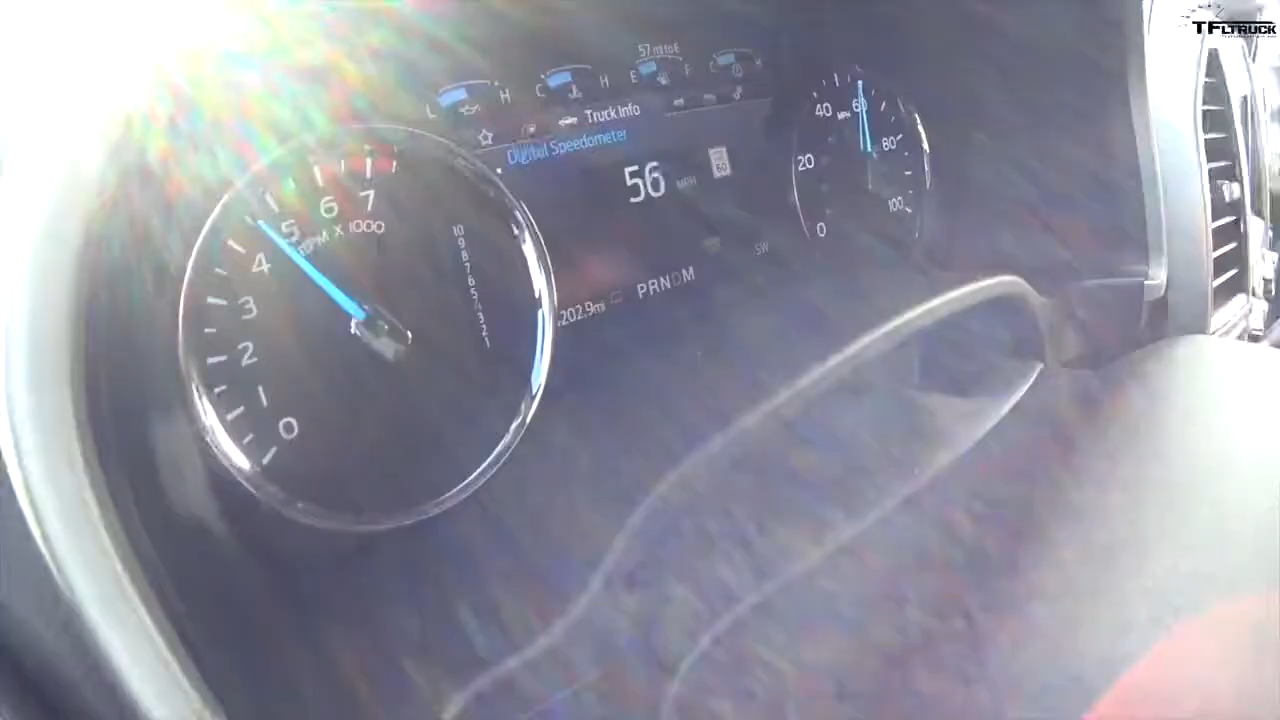 TFLTRUCK
57 mi to E
L H C H E F C H
Truck Info
Digital Speedometer
56 MPH
60
7
6
5
4
3
2
1
0
RPM X 1000
10
9
8
7
6
5
4
3
2
1
202.9mi
PRNDM
SW
40 60
MPH
80
20
100
0